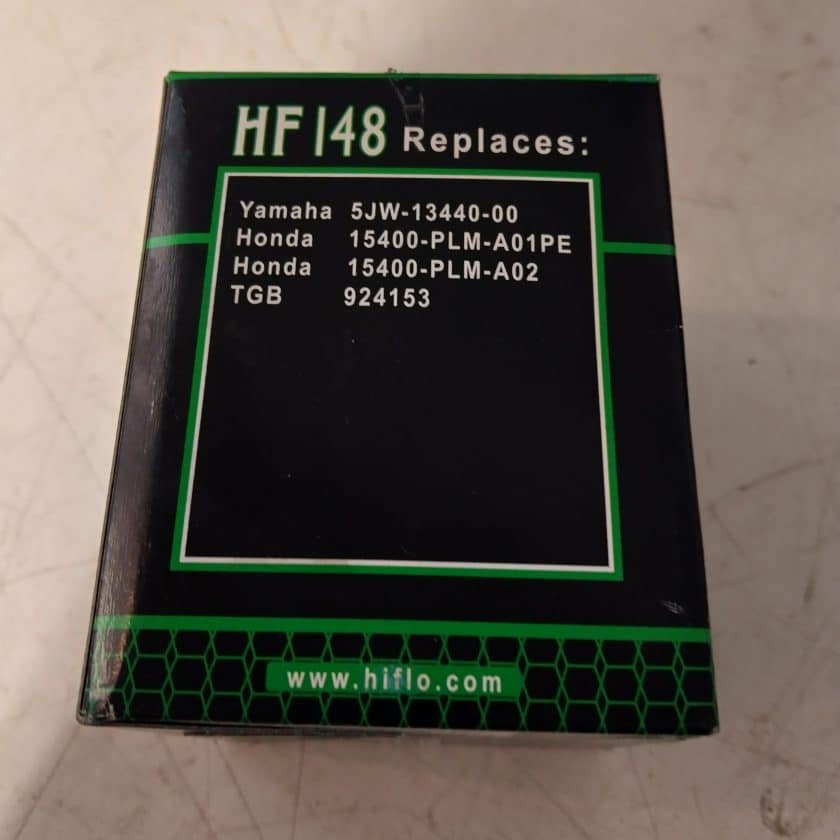 HF148 Replaces:
Yamaha 5JW-13440-00
Honda 15400-PLM-A01PE
Honda 15400-PLM-A02
TGB 924153
www.hiflo.com